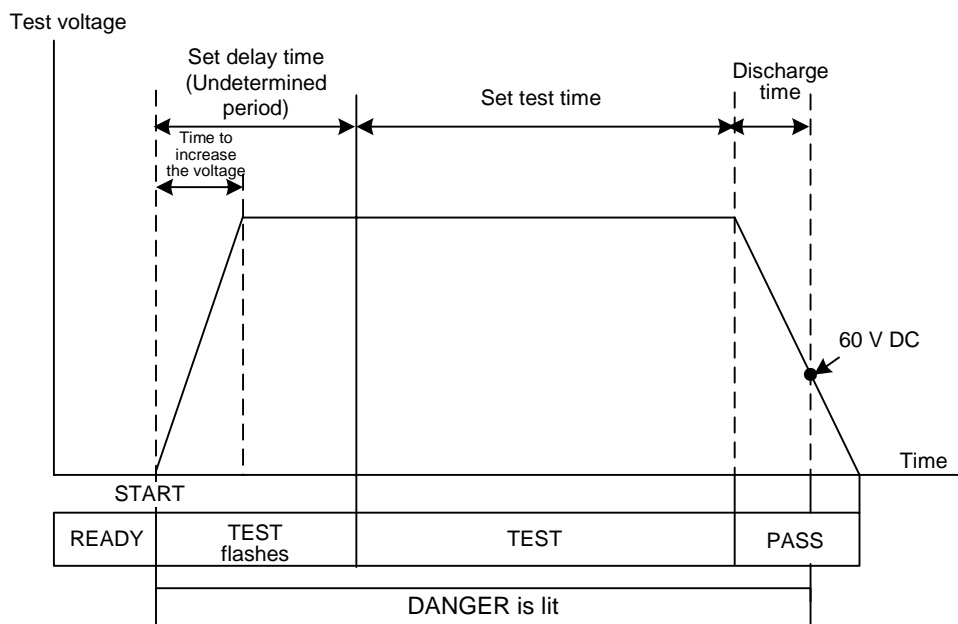 Test voltage
Set delay time
(Undetermined
period)
Set test time
Discharge
time
Time to
increase
the voltage
60 V DC
Time
START
READY
TEST
flashes
TEST
PASS
DANGER is lit